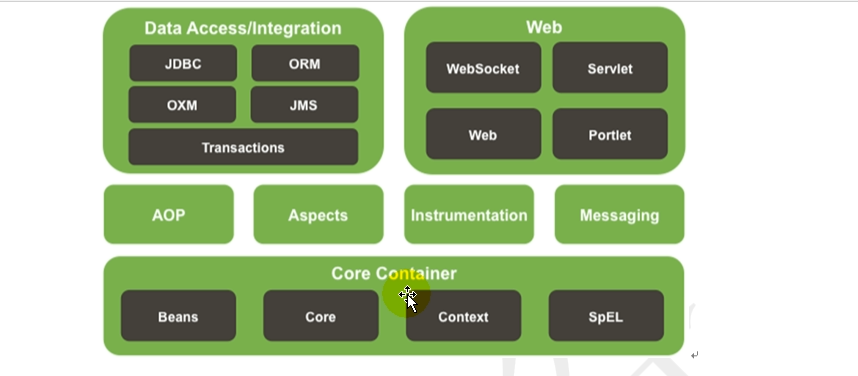 Data Access/Integration
JDBC
ORM
OXM
JMS
Transactions
Web
WebSocket
Servlet
Web
Portlet
AOP
Aspects
Instrumentation
Messaging
Core Container
Beans
Core
Context
SpEL